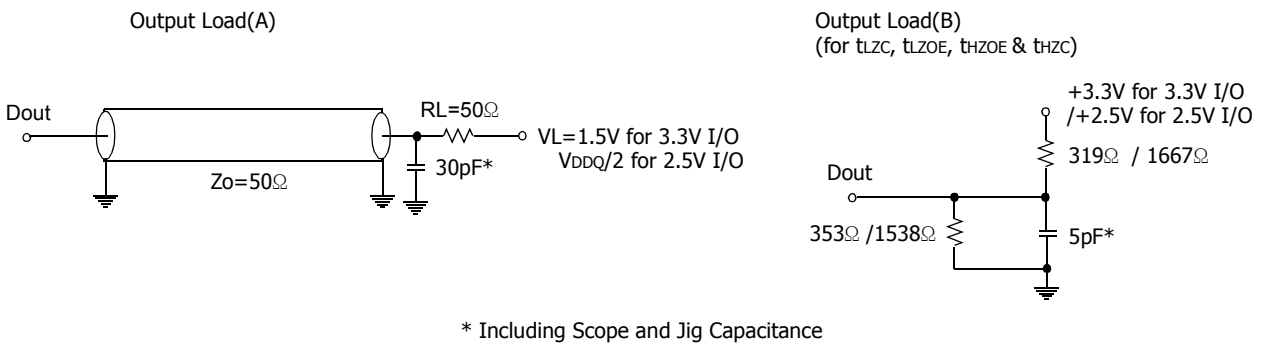 Output Load(A)
Dout
Zo=50Ω
RL=50Ω
30pF*
VL=1.5V for 3.3V I/O
VDDQ/2 for 2.5V I/O
Output Load(B)
(for tLZC, tLZOE, tHZOE & tHZC)
+3.3V for 3.3V I/O
/+2.5V for 2.5V I/O
319Ω / 1667Ω
Dout
353Ω /1538Ω
5pF*
* Including Scope and Jig Capacitance